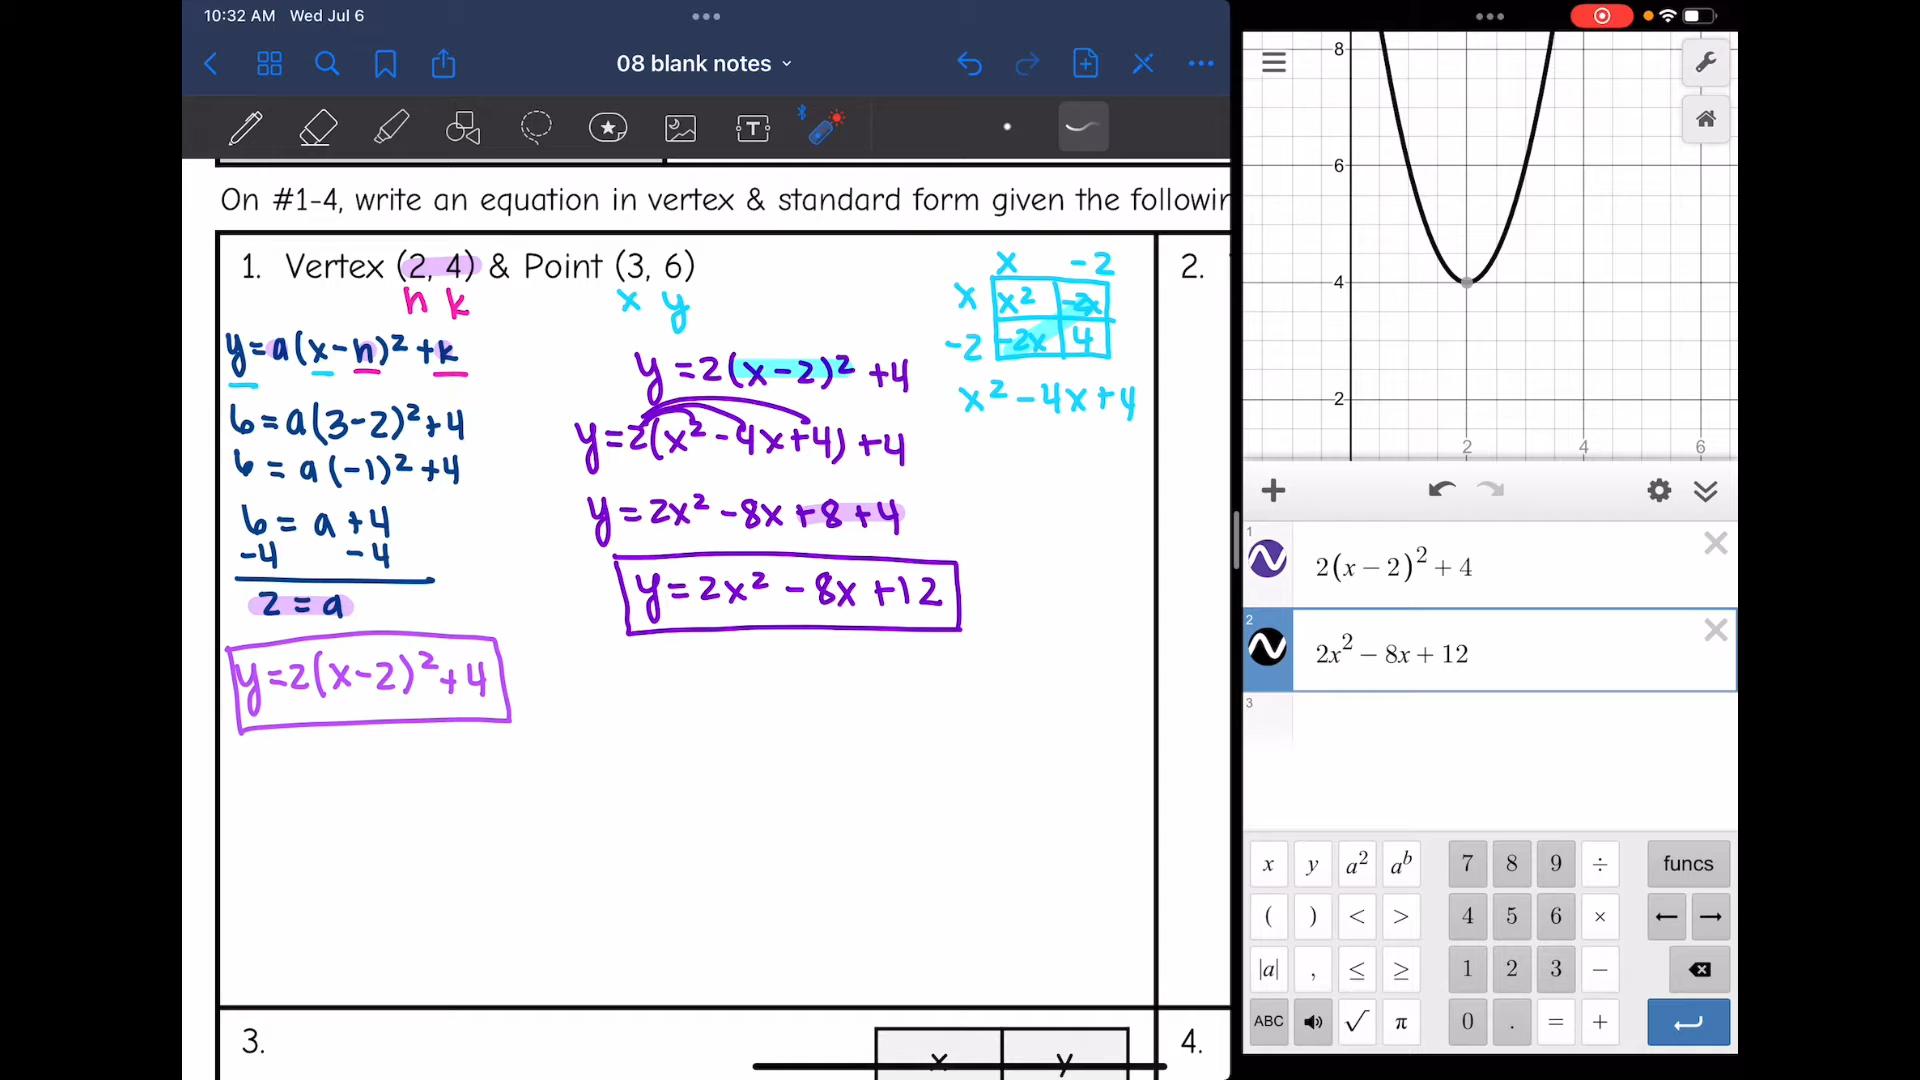 10:32 AM Wed Jul 6
08 blank notes
On #1-4, write an equation in vertex & standard form given the followin
1. Vertex (2, 4) & Point (3, 6)
h k
x y
y=a(x-h)²+k
6=a(3-2)²+4
6=a(-1)²+4
6=a+4
-4 -4
2=a
y=2(x-2)²+4
y=2(x-2)²+4
y=2(x²-4x+4)+4
y=2x²-8x+8+4
y=2x²-8x+12
x -2
x x² -2x
-2 -2x 4
x²-4x+4
2.
3.
x y
4.
8
6
4
2
2 4 6
1
2(x-2)²+4
2
2x²-8x+12
3
x y a² a^b 7 8 9 ÷ funcs
( ) < > 4 5 6 × ← →
|a| , ≤ ≥ 1 2 3 −
ABC √ π 0 . = +